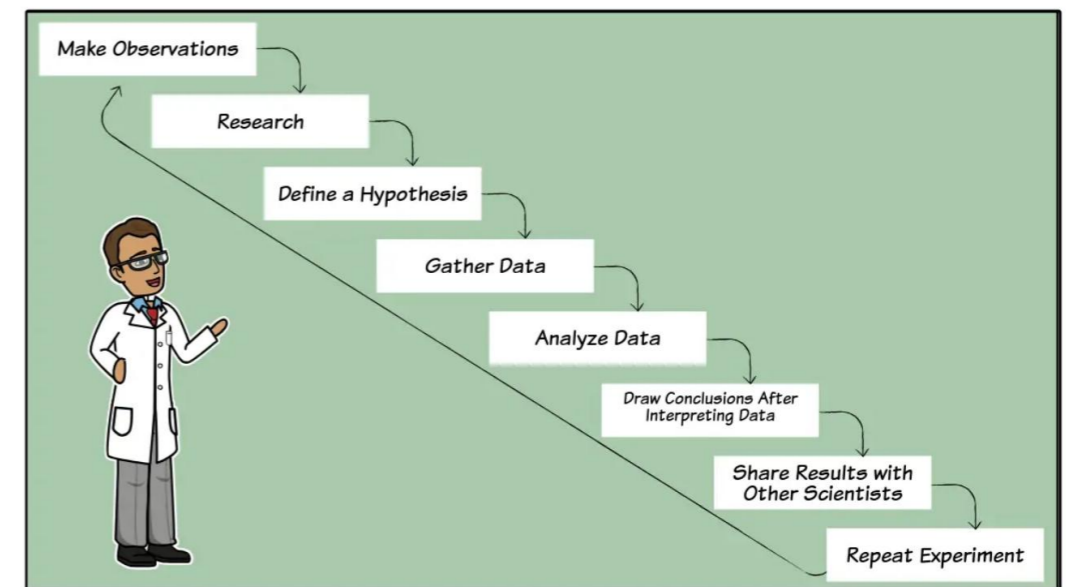 Make Observations
Research
Define a Hypothesis
Gather Data
Analyze Data
Draw Conclusions After
Interpreting Data
Share Results with
Other Scientists
Repeat Experiment